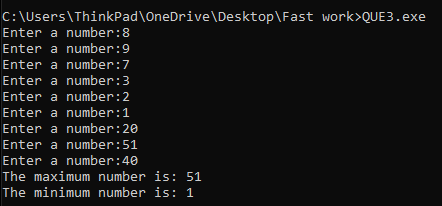 C:\Users\ThinkPad\OneDrive\Desktop\Fast work>QUE3.exe
Enter a number:8
Enter a number:9
Enter a number:7
Enter a number:3
Enter a number:2
Enter a number:1
Enter a number:20
Enter a number:51
Enter a number:40
The maximum number is: 51
The minimum number is: 1